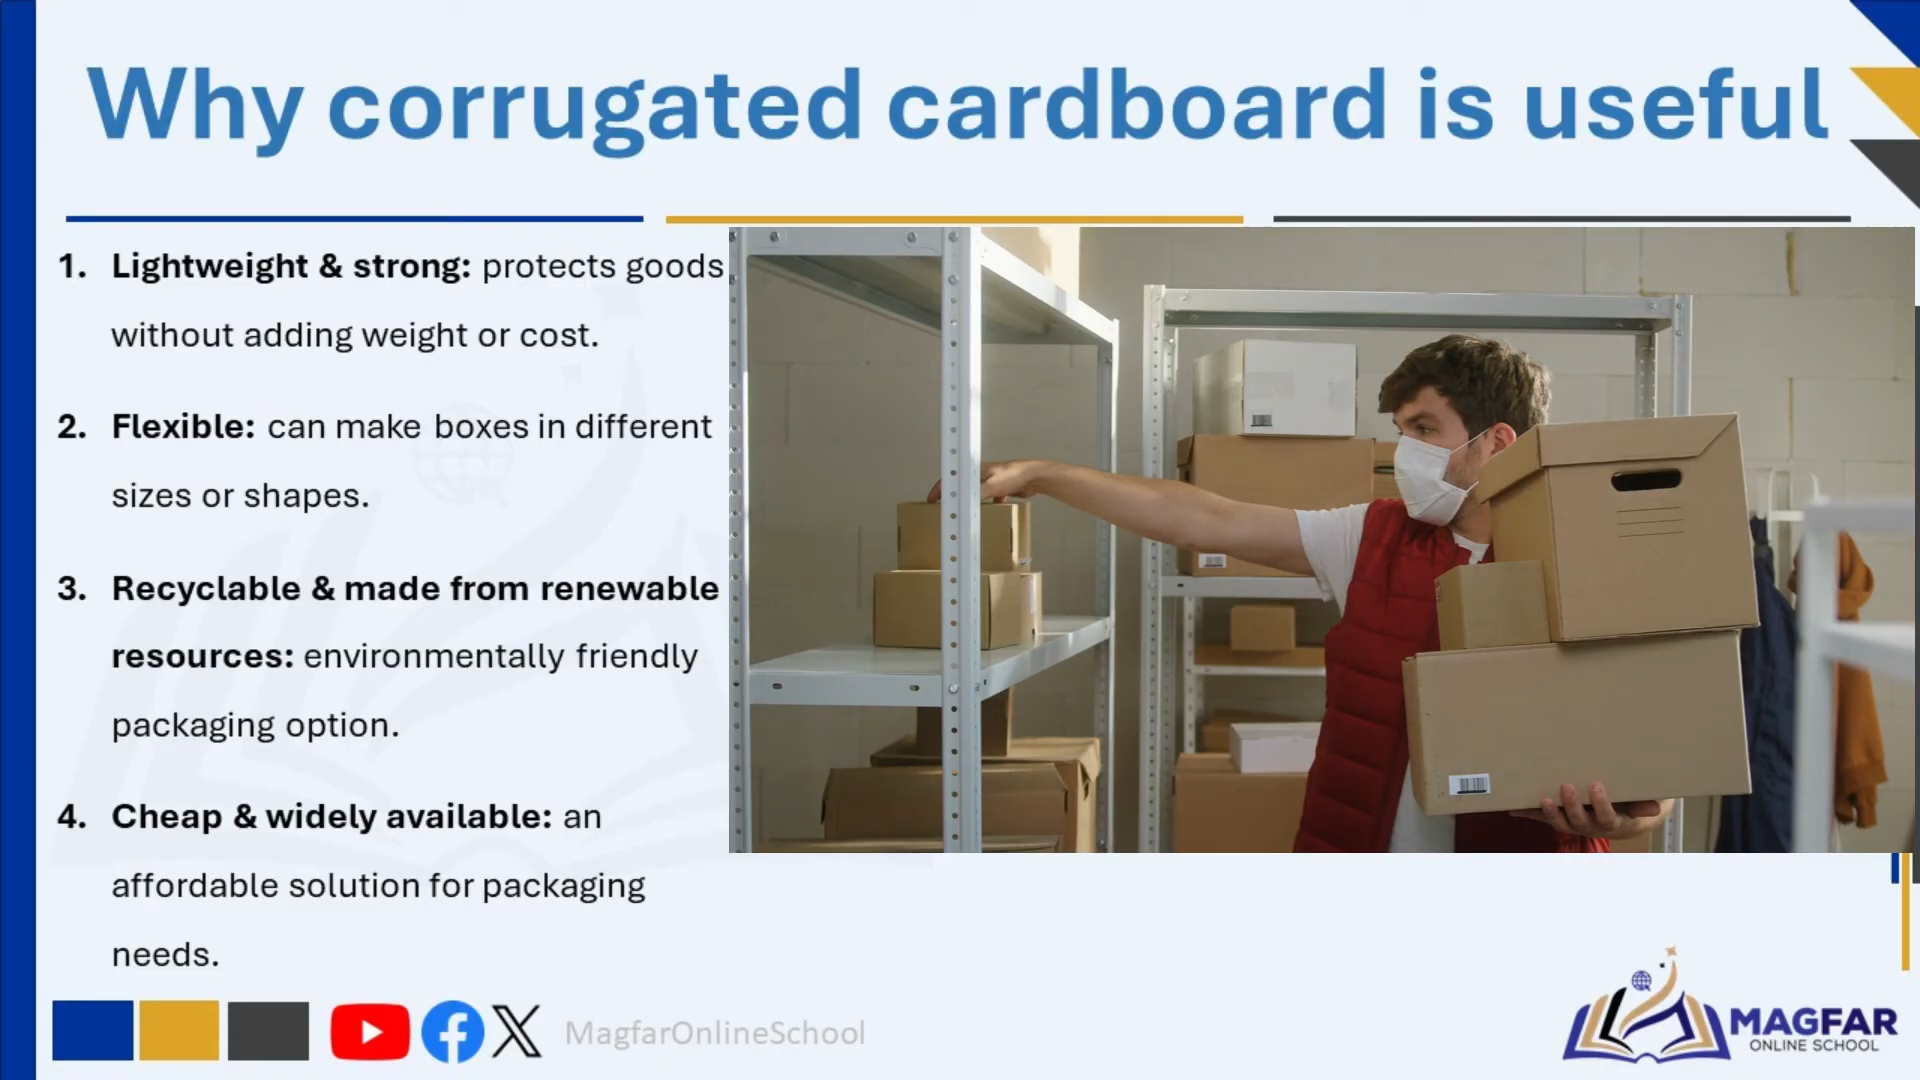 Why corrugated cardboard is useful
1. Lightweight & strong: protects goods
without adding weight or cost.
2. Flexible: can make boxes in different
sizes or shapes.
3. Recyclable & made from renewable
resources: environmentally friendly
packaging option.
4. Cheap & widely available: an
affordable solution for packaging
needs.
MagfarOnlineSchool
MAGFAR
ONLINE SCHOOL